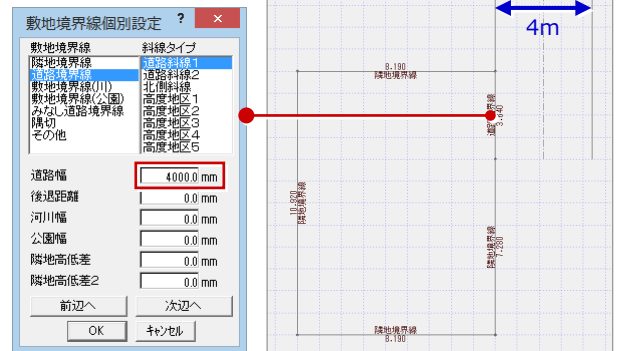 敷地境界線個別設定 ? ×
敷地境界線 斜線タイプ
隣地境界線 道路斜線1
道路境界線 道路斜線2
敷地境界線(川) 北側斜線
敷地境界線(公園) 高度地区1
みなし道路境界線 高度地区2
隅切 高度地区3
その他 高度地区4
高度地区5
道路幅 4000.0 mm
後退距離 0.0 mm
河川幅 0.0 mm
公園幅 0.0 mm
隣地高低差 0.0 mm
隣地高低差2 0.0 mm
前辺へ 次辺へ
OK キャンセル
4m
8.190
隣地境界線
道路境界線
3.640
10.920
隣地境界線
隣地境界線
7.280
隣地境界線
8.190